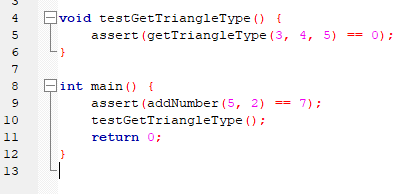 3
4 void testGetTriangleType() {
5 assert(getTriangleType(3, 4, 5) == 0);
6 }
7
8 int main() {
9 assert(addNumber(5, 2) == 7);
10 testGetTriangleType();
11 return 0;
12 }
13